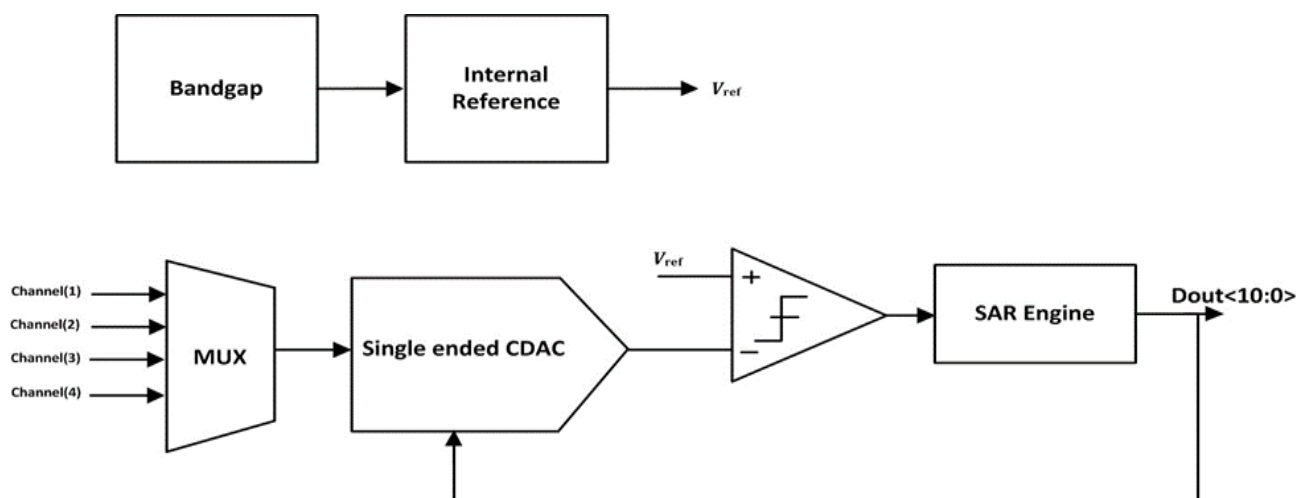 Bandgap
Internal
Reference
Vref
Channel(1)
Channel(2)
Channel(3)
Channel(4)
MUX
Single ended CDAC
Vref
+
−
SAR Engine
Dout<10:0>